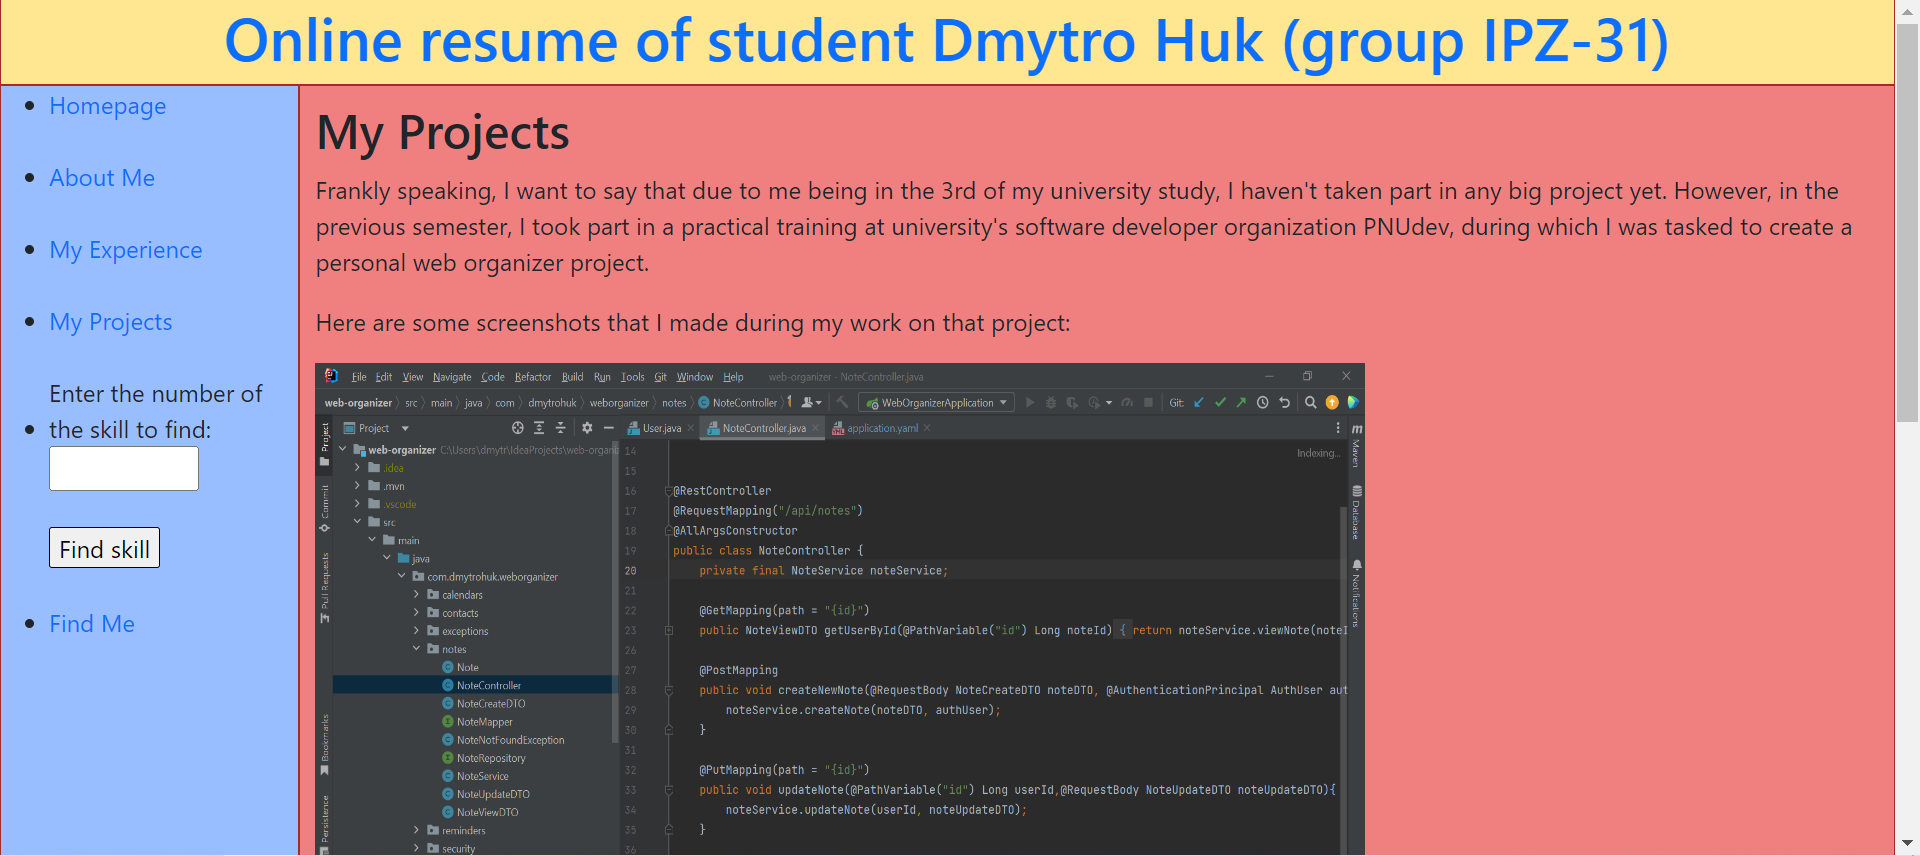 Online resume of student Dmytro Huk (group IPZ-31)
Homepage
About Me
My Experience
My Projects
Enter the number of
the skill to find:
Find skill
Find Me
My Projects
Frankly speaking, I want to say that due to me being in the 3rd of my university study, I haven't taken part in any big project yet. However, in the
previous semester, I took part in a practical training at university's software developer organization PNUdev, during which I was tasked to create a
personal web organizer project.
Here are some screenshots that I made during my work on that project:
File Edit View Navigate Code Refactor Build Run Tools Git Window Help web-organizer - NoteController.java
web-organizer src main java com dmytrohuk weborganizer notes NoteController WebOrganizerApplication Git:
Project User.java NoteController.java application.yaml
web-organizer C:\Users\dmytr\IdeaProjects\web-organi
.idea
.mvn
.vscode
src
main
java
com.dmytrohuk.weborganizer
calendars
contacts
exceptions
notes
Note
NoteController
NoteCreateDTO
NoteMapper
NoteNotFoundException
NoteRepository
NoteService
NoteUpdateDTO
NoteViewDTO
reminders
security
Project
Commit
Pull Requests
Bookmarks
Persistence
Indexing...
14
15
16 @RestController
17 @RequestMapping("/api/notes")
18 @AllArgsConstructor
19 public class NoteController {
20 private final NoteService noteService;
21
22 @GetMapping(path = "{id}")
23 public NoteViewDTO getUserById(@PathVariable("id") Long noteId) { return noteService.viewNote(noteI
26
27 @PostMapping
28 public void createNewNote(@RequestBody NoteCreateDTO noteDTO, @AuthenticationPrincipal AuthUser aut
29 noteService.createNote(noteDTO, authUser);
30 }
31
32 @PutMapping(path = "{id}")
33 public void updateNote(@PathVariable("id") Long userId,@RequestBody NoteUpdateDTO noteUpdateDTO){
34 noteService.updateNote(userId, noteUpdateDTO);
35 }
36
Maven
Database
Notifications